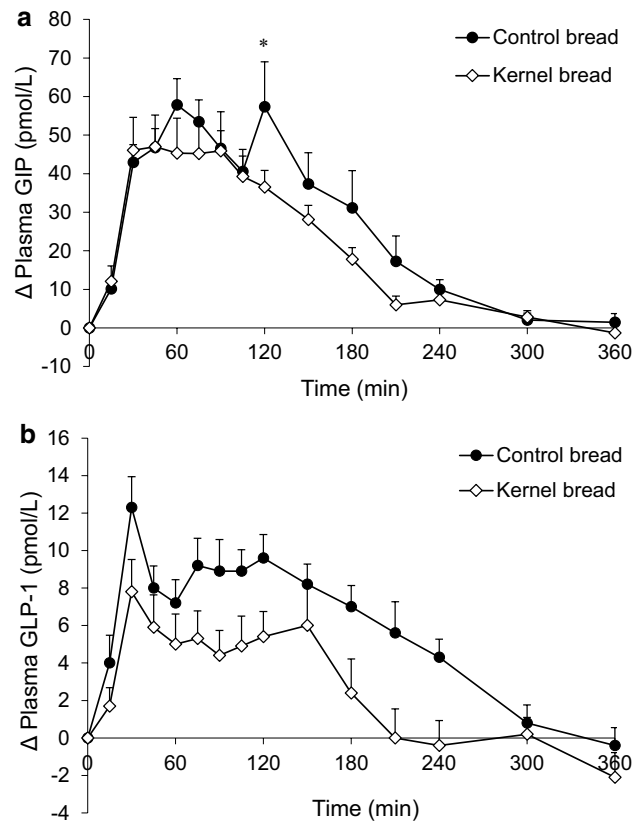 a
80
70
60
50
40
30
20
10
0
-10
Δ Plasma GIP (pmol/L)
*
Control bread
Kernel bread
0 60 120 180 240 300 360
Time (min)
b
16
14
12
10
8
6
4
2
0
-2
-4
Δ Plasma GLP-1 (pmol/L)
Control bread
Kernel bread
0 60 120 180 240 300 360
Time (min)